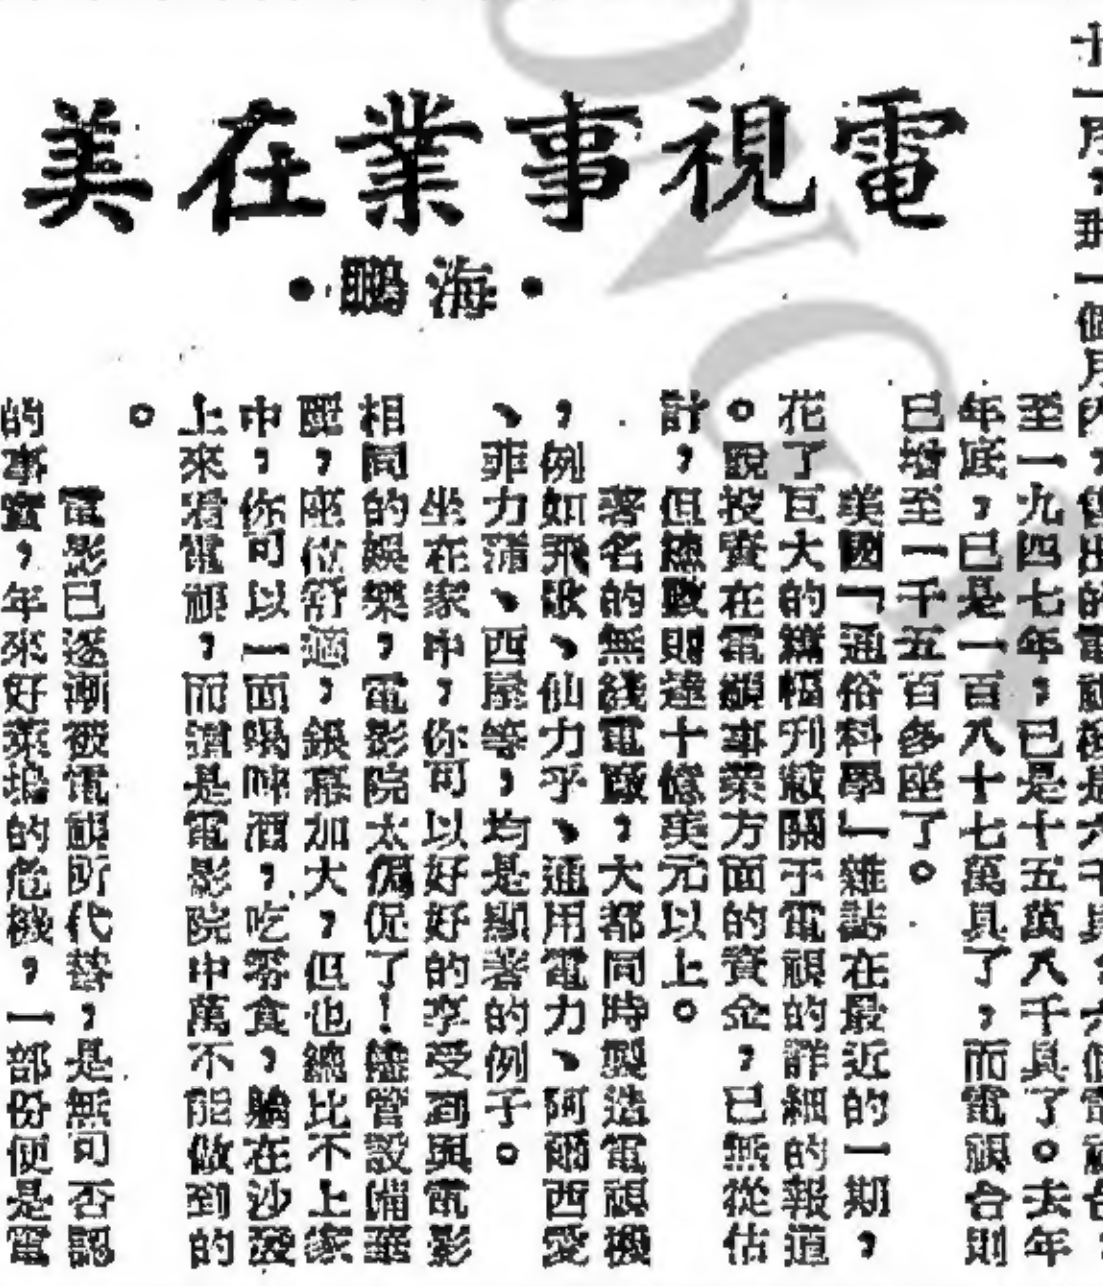 電視事業在美
•海鵬•
至一九四七年，已是十五萬八千具了。去年
年底，已是一百八十七萬具了，而電視台則
已增至一千五百多座了。
美國「通俗科學」雜誌在最近的一期，
花了巨大的篇幅刊載關于電視的詳細的報道
。說投資在電視事業方面的資金，已無從估
計，但總數則達十億美元以上。
著名的無綫電廠，大都同時製造電視機
，例如飛歌、仙力乎、通用電力、阿爾西愛
、菲力蒲、西屋等，均是顯著的例子。
坐在家中，你可以好好的享受到與電影
相同的娛樂，電影院太侷促了！儘管設備華
麗，座位舒適，銀幕加大，但也總比不上家
中，你可以一面喝啤酒，吃零食，躺在沙發
上來看電視，而這是電影院中萬不能做到的
。
電影已逐漸被電視所代替，是無可否認
的事實，年來好萊塢的危機，一部份便是電